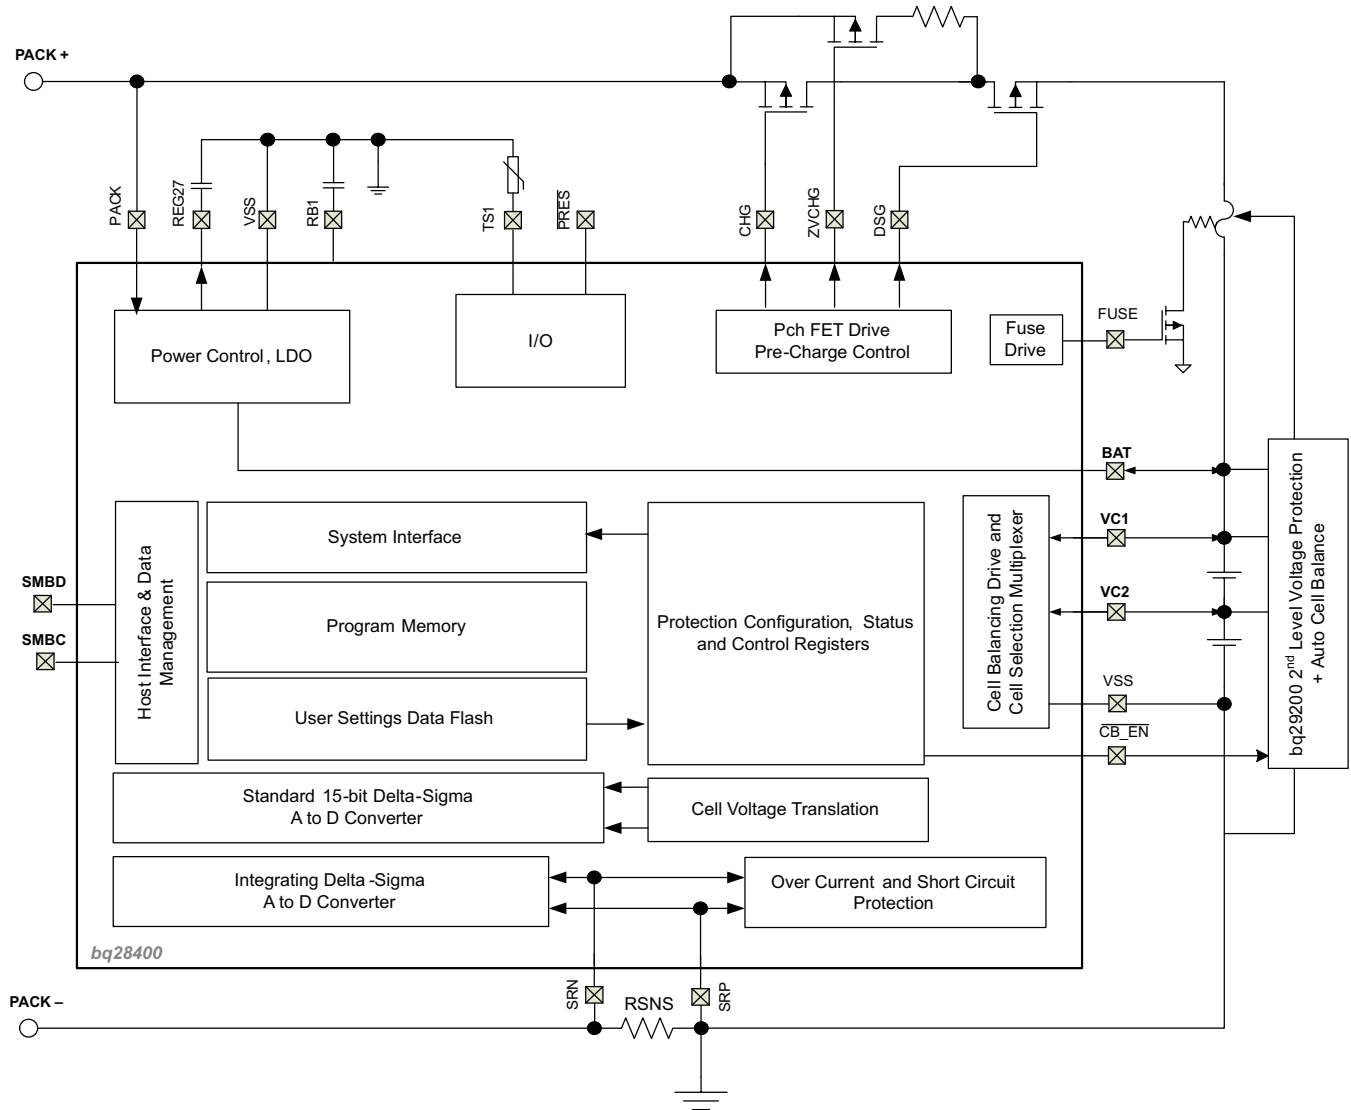 PACK +
PACK
REG27
VSS
RB1
TS1
PRES
CHG
ZVCHG
DSG
Power Control, LDO
I/O
Pch FET Drive
Pre-Charge Control
Fuse
Drive
FUSE
BAT
VC1
VC2
VSS
CB_EN
bq29200 2nd Level Voltage Protection
+ Auto Cell Balance
SMBD
SMBC
Host Interface & Data
Management
System Interface
Program Memory
User Settings Data Flash
Protection Configuration, Status
and Control Registers
Cell Balancing Drive and
Cell Selection Multiplexer
Standard 15-bit Delta-Sigma
A to D Converter
Cell Voltage Translation
Integrating Delta-Sigma
A to D Converter
Over Current and Short Circuit
Protection
bq28400
PACK –
SRN
RSNS
SRP